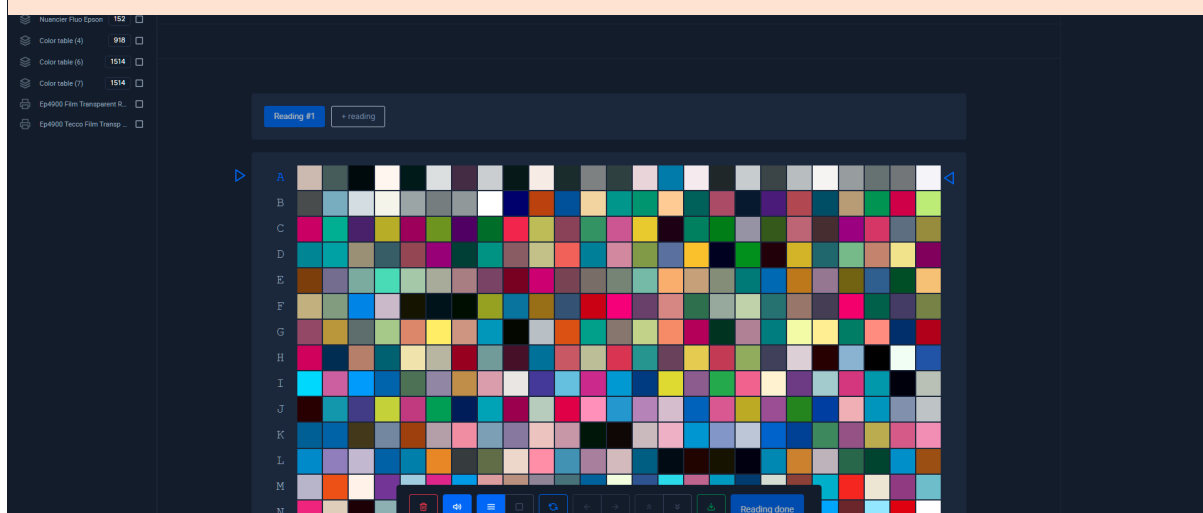 Nuancier Fluo Epson 152
Color table (4) 918
Color table (6) 1514
Color table (7) 1514
Ep4900 Film Transparent R...
Ep4900 Tecco Film Transp ...
Reading #1 + reading
A
B
C
D
E
F
G
H
I
J
K
L
M
N
Reading done